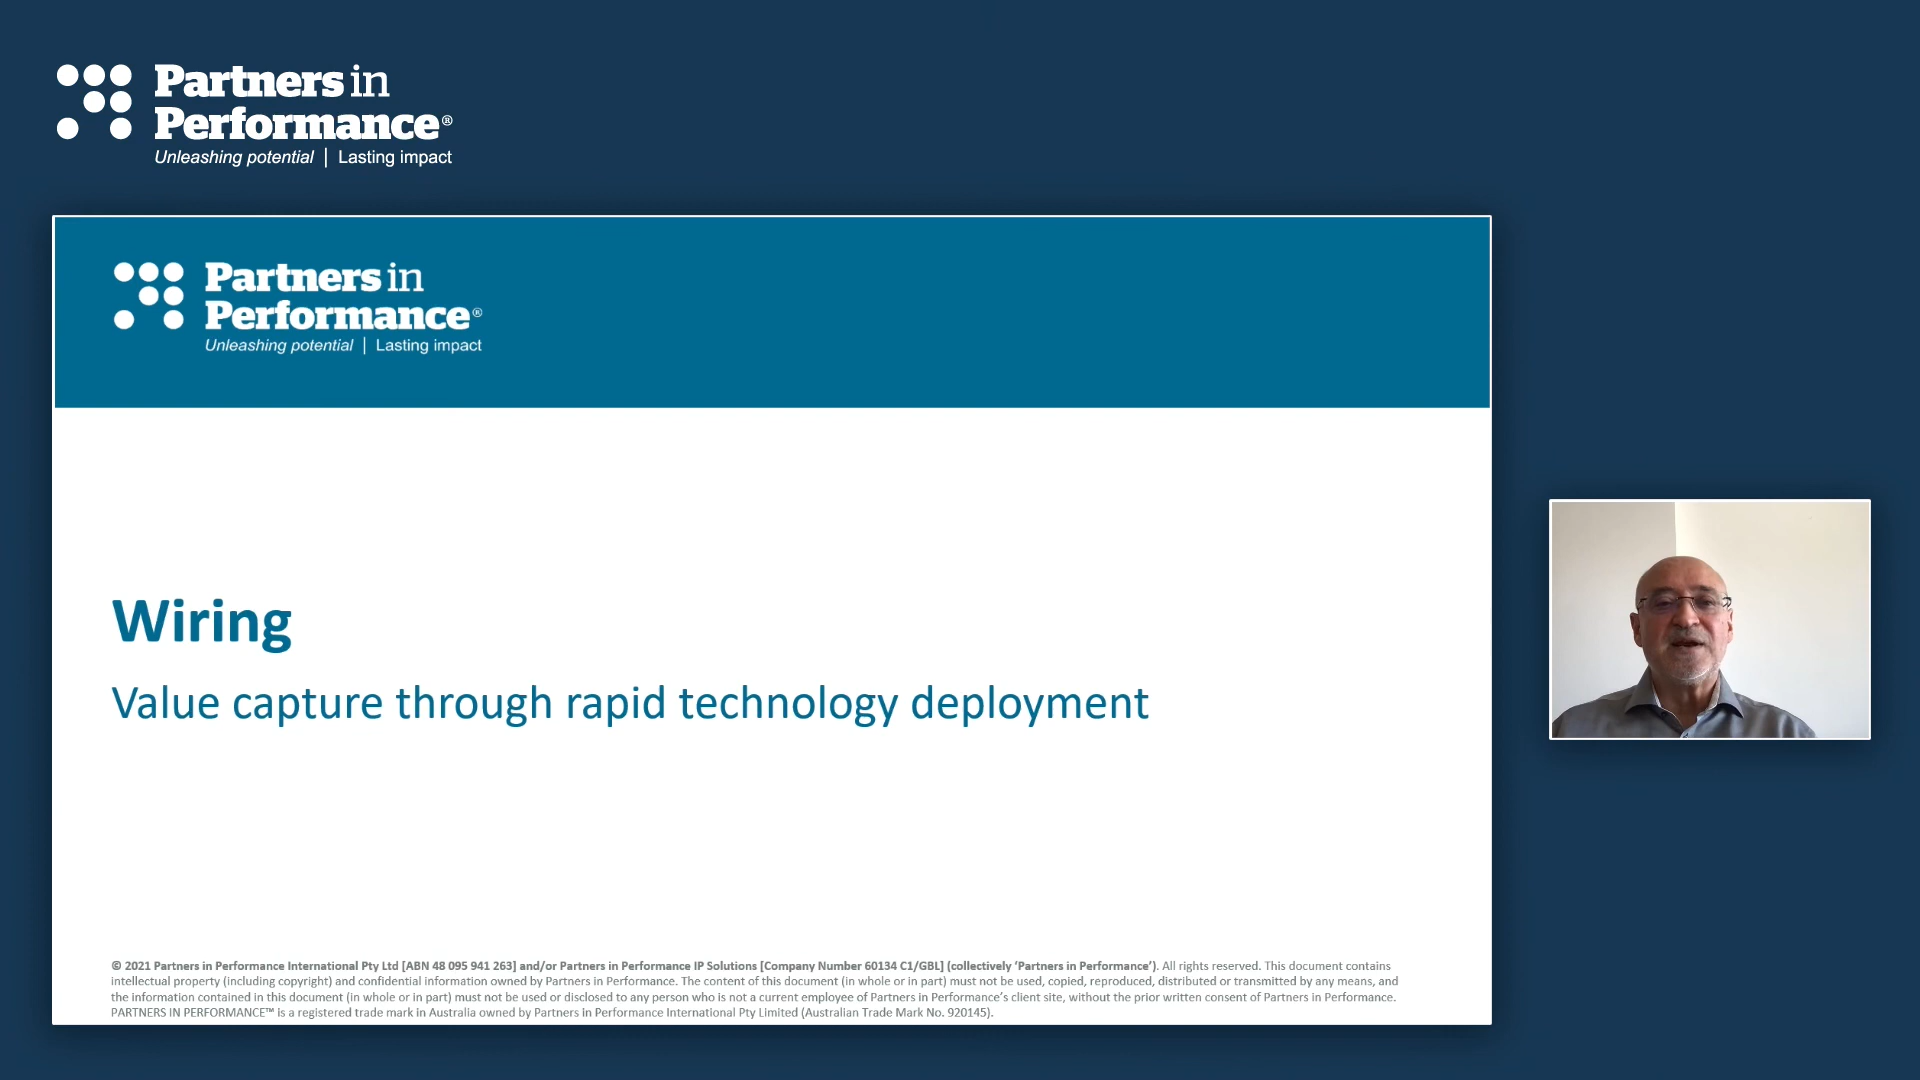 Partners in
Performance®
Unleashing potential | Lasting impact
Partners in
Performance®
Unleashing potential | Lasting impact
Wiring
Value capture through rapid technology deployment
© 2021 Partners in Performance International Pty Ltd [ABN 48 095 941 263] and/or Partners in Performance IP Solutions [Company Number 60134 C1/GBL] (collectively ‘Partners in Performance’). All rights reserved. This document contains
intellectual property (including copyright) and confidential information owned by Partners in Performance. The content of this document (in whole or in part) must not be used, copied, reproduced, distributed or transmitted by any means, and
the information contained in this document (in whole or in part) must not be used or disclosed to any person who is not a current employee of Partners in Performance’s client site, without the prior written consent of Partners in Performance.
PARTNERS IN PERFORMANCE™ is a registered trade mark in Australia owned by Partners in Performance International Pty Limited (Australian Trade Mark No. 920145).